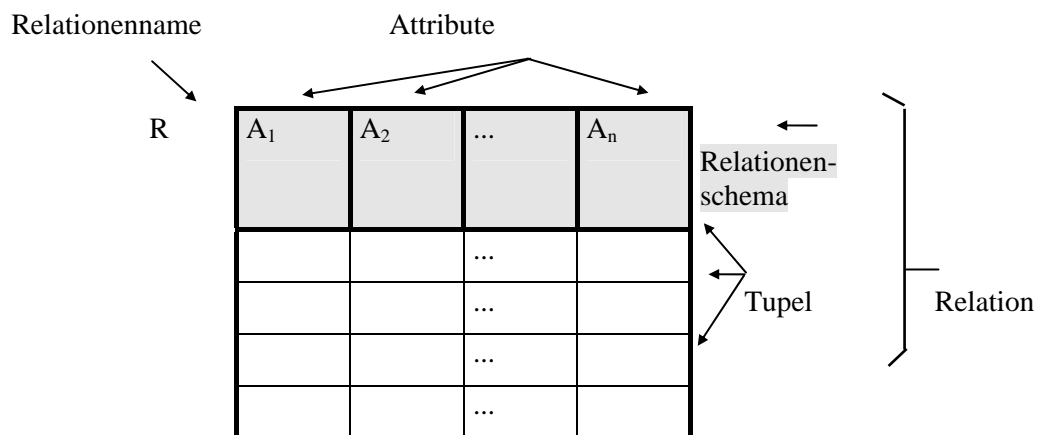 Relationenname Attribute
R A₁ A₂ ... Aₙ
Relationen-
schema
...
...
Tupel Relation
...
...